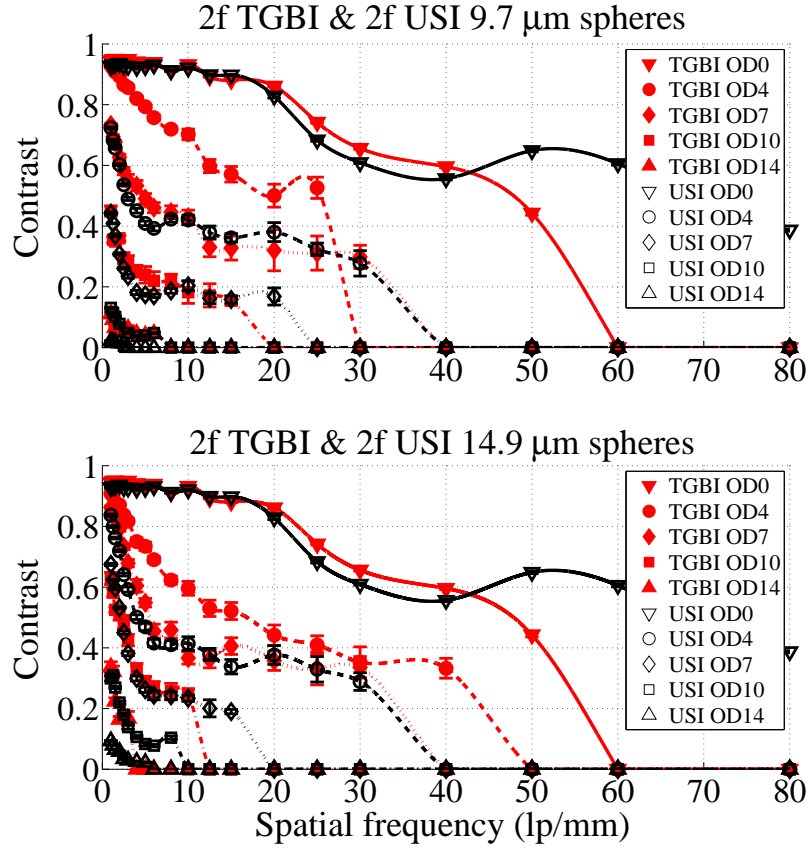 2f TGBI & 2f USI 9.7 μm spheres
Contrast
1
0.8
0.6
0.4
0.2
0
0 10 20 30 40 50 60 70 80
TGBI OD0
TGBI OD4
TGBI OD7
TGBI OD10
TGBI OD14
USI OD0
USI OD4
USI OD7
USI OD10
USI OD14
2f TGBI & 2f USI 14.9 μm spheres
Contrast
1
0.8
0.6
0.4
0.2
0
0 10 20 30 40 50 60 70 80
TGBI OD0
TGBI OD4
TGBI OD7
TGBI OD10
TGBI OD14
USI OD0
USI OD4
USI OD7
USI OD10
USI OD14
Spatial frequency (lp/mm)